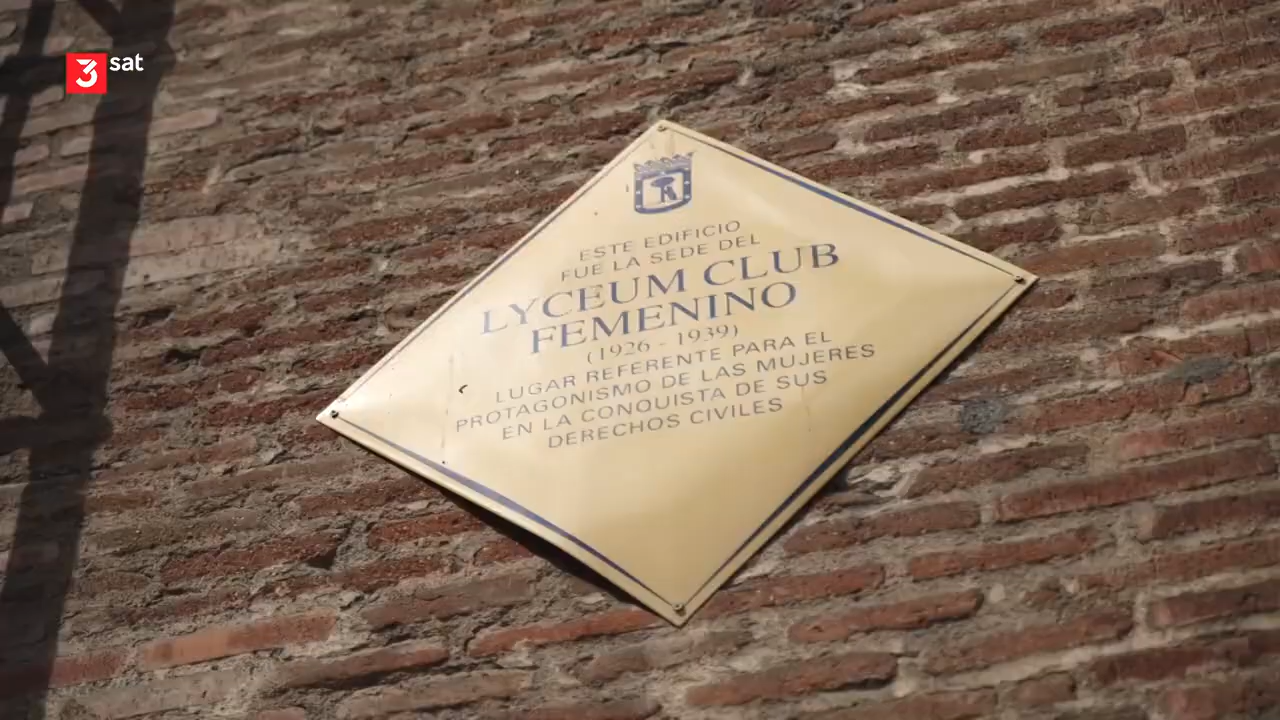 3sat
ESTE EDIFICIO
FUE LA SEDE DEL
LYCEUM CLUB
FEMENINO
(1926 - 1939)
LUGAR REFERENTE PARA EL
PROTAGONISMO DE LAS MUJERES
EN LA CONQUISTA DE SUS
DERECHOS CIVILES